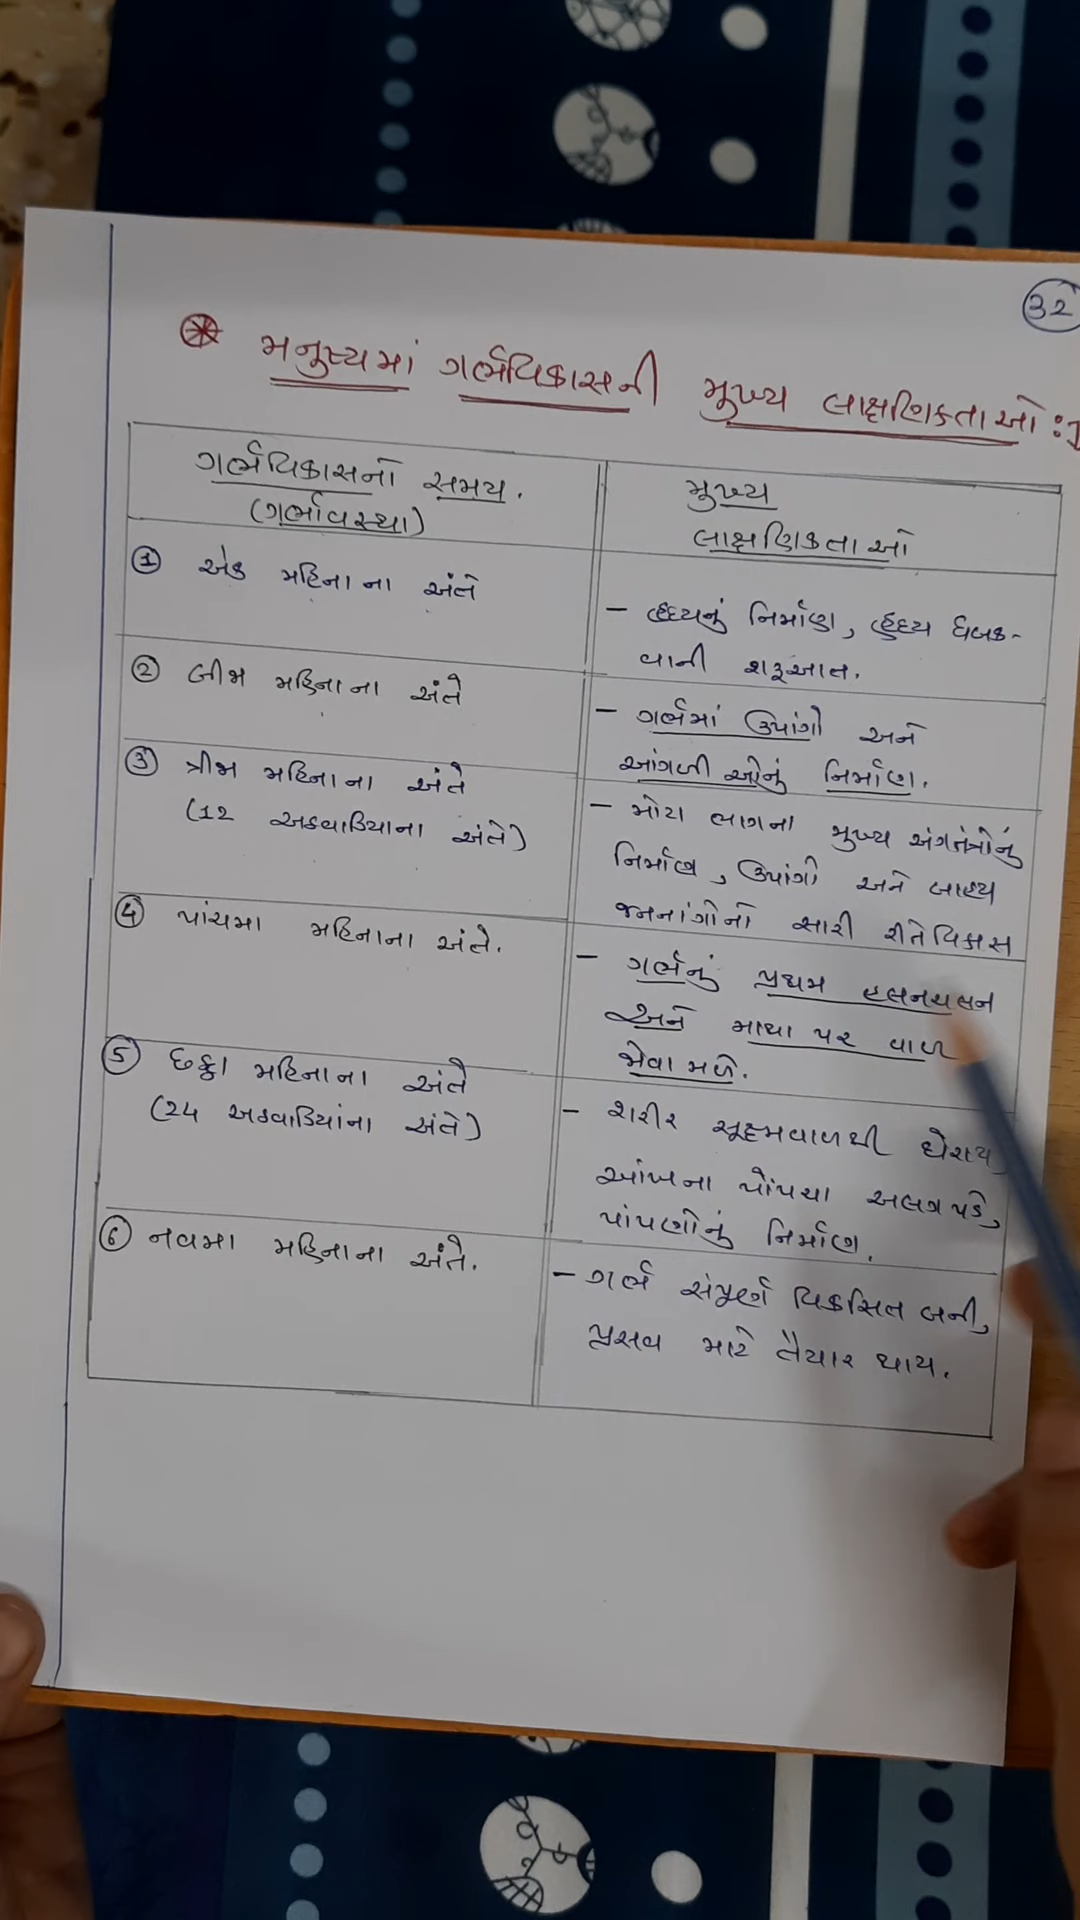 32
મનુષ્યમાં ગર્ભવિકાસની મુખ્ય લાક્ષણિકતાઓ :-
ગર્ભવિકાસનો સમય.
(ગર્ભાવસ્થા)
મુખ્ય
લાક્ષણિકતાઓ
① એક મહિનાના અંતે
- હૃદયનું નિર્માણ, હૃદય ધબક-
વાની શરૂઆત.
② બીજા મહિનાના અંતે
- ગર્ભમાં ઉપાંગો અને
આંગળીઓનું નિર્માણ.
③ ત્રીજા મહિનાના અંતે
(12 અઠવાડિયાના અંતે)
- મોટા ભાગના મુખ્ય અંગતંત્રોનું
નિર્માણ, ઉપાંગો અને બાહ્ય
જનનાંગોનો સારી રીતે વિકાસ
④ પાંચમા મહિનાના અંતે.
- ગર્ભનું પ્રથમ હલનચલન
અને માથા પર વાળ
જોવા મળે.
⑤ છઠ્ઠા મહિનાના અંતે
(24 અઠવાડિયાંના અંતે)
- શરીર સૂક્ષ્મવાળથી ઘેરાય,
આંખના પોંપચા અલગ પડે,
પાંપણોનું નિર્માણ.
⑥ નવમા મહિનાના અંતે.
- ગર્ભ સંપૂર્ણ વિકસિત બની,
પ્રસવ માટે તૈયાર થાય.